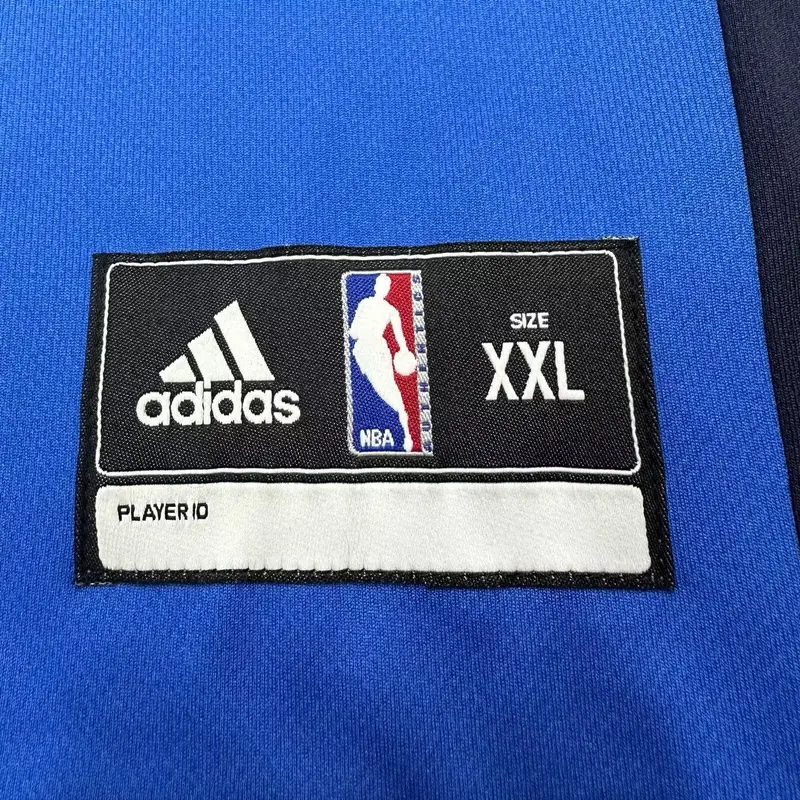 adidas
NBA
AUTHENTICS
SIZE
XXL
PLAYER ID